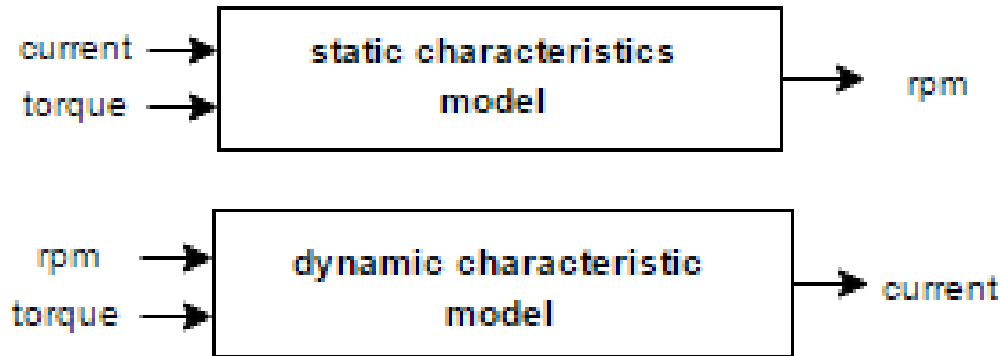 current
torque
static characteristics
model
rpm
rpm
torque
dynamic characteristic
model
current